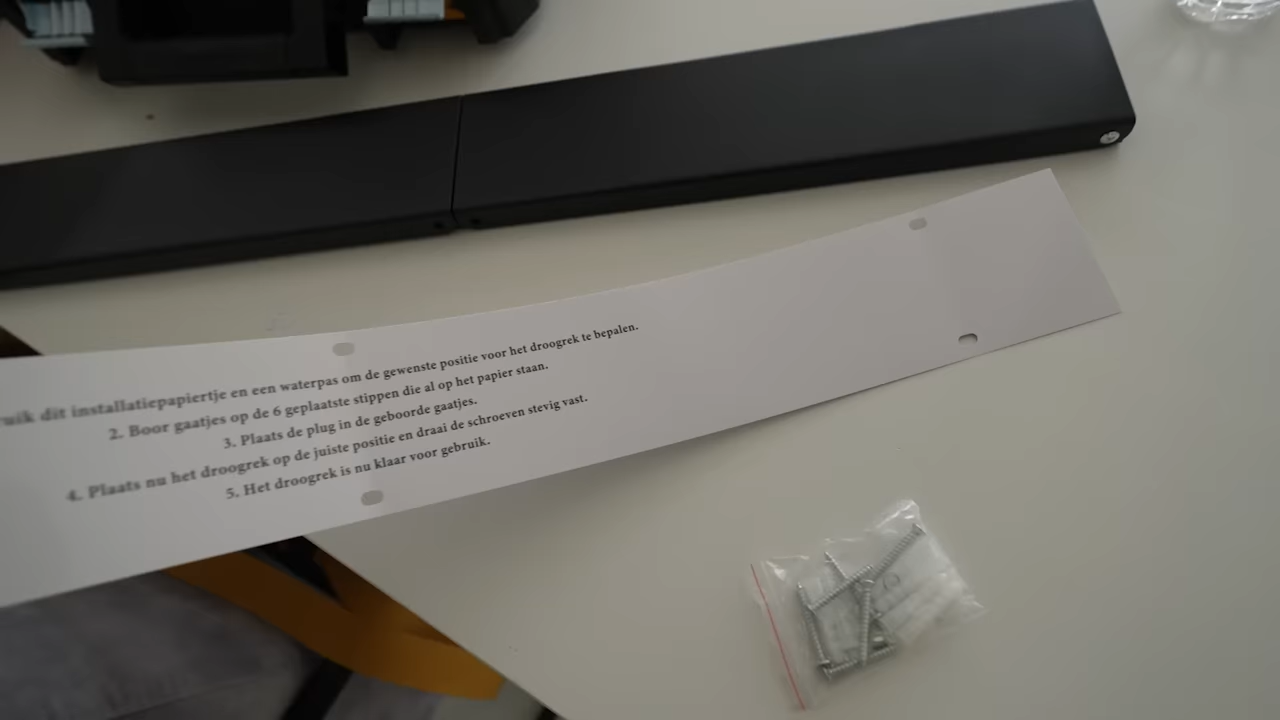 dit installatiepapiertje en een waterpas om de gewenste positie voor het droogrek te bepalen.
2. Boor gaatjes op de 6 geplaatste stippen die al op het papier staan.
3. Plaats de plug in de geboorde gaatjes.
4. Plaats nu het droogrek op de juiste positie en draai de schroeven stevig vast.
5. Het droogrek is nu klaar voor gebruik.